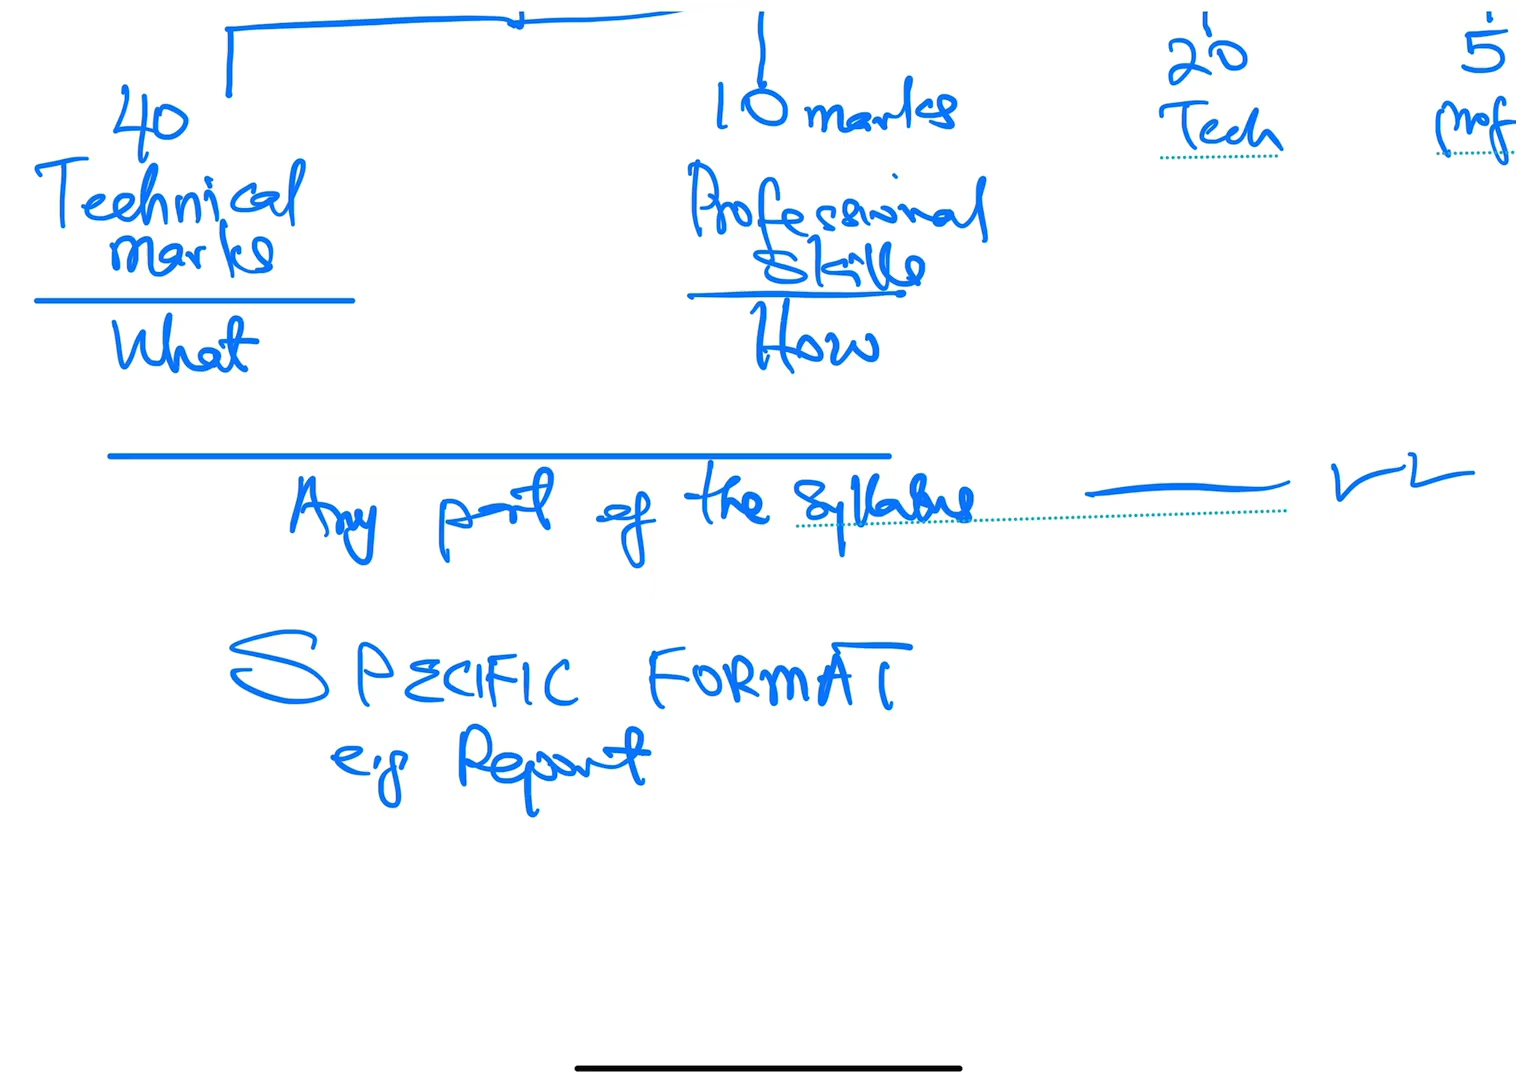 40
Technical
marks
What
10 marks
Professional
Skills
How
20
Tech
5
Prof
Any part of the Syllabus
SPECIFIC FORMAT
e.g Report